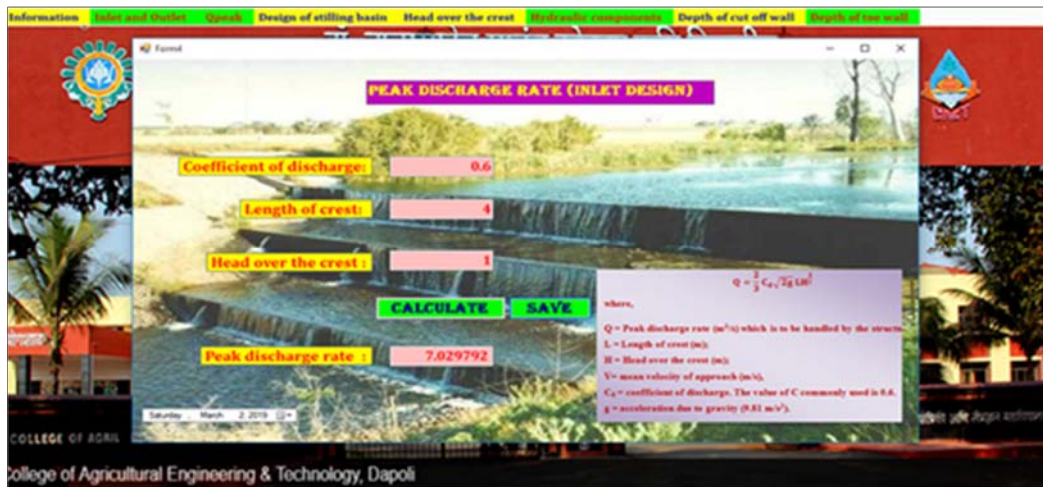 Information Inlet and Outlet Qpeak Design of stilling basin Head over the crest Hydraulic components Depth of cut off wall Depth of toe wall
Form4
PEAK DISCHARGE RATE (INLET DESIGN)
Coefficient of discharge: 0.6
Length of crest: 4
Head over the crest : 1
CALCULATE SAVE
Peak discharge rate : 7.029792
Saturday , March 2 2019
Q = 2/3 C_d √2g LH^3/2
where,
Q = Peak discharge rate (m³/s) which is to be handled by the structu
L = Length of crest (m);
H = Head over the crest (m);
V= mean velocity of approach (m/s),
C_d = coefficient of discharge. The value of C commonly used is 0.6.
g = acceleration due to gravity (9.81 m/s²).
COLLEGE OF AGRIL
College of Agricultural Engineering & Technology, Dapoli